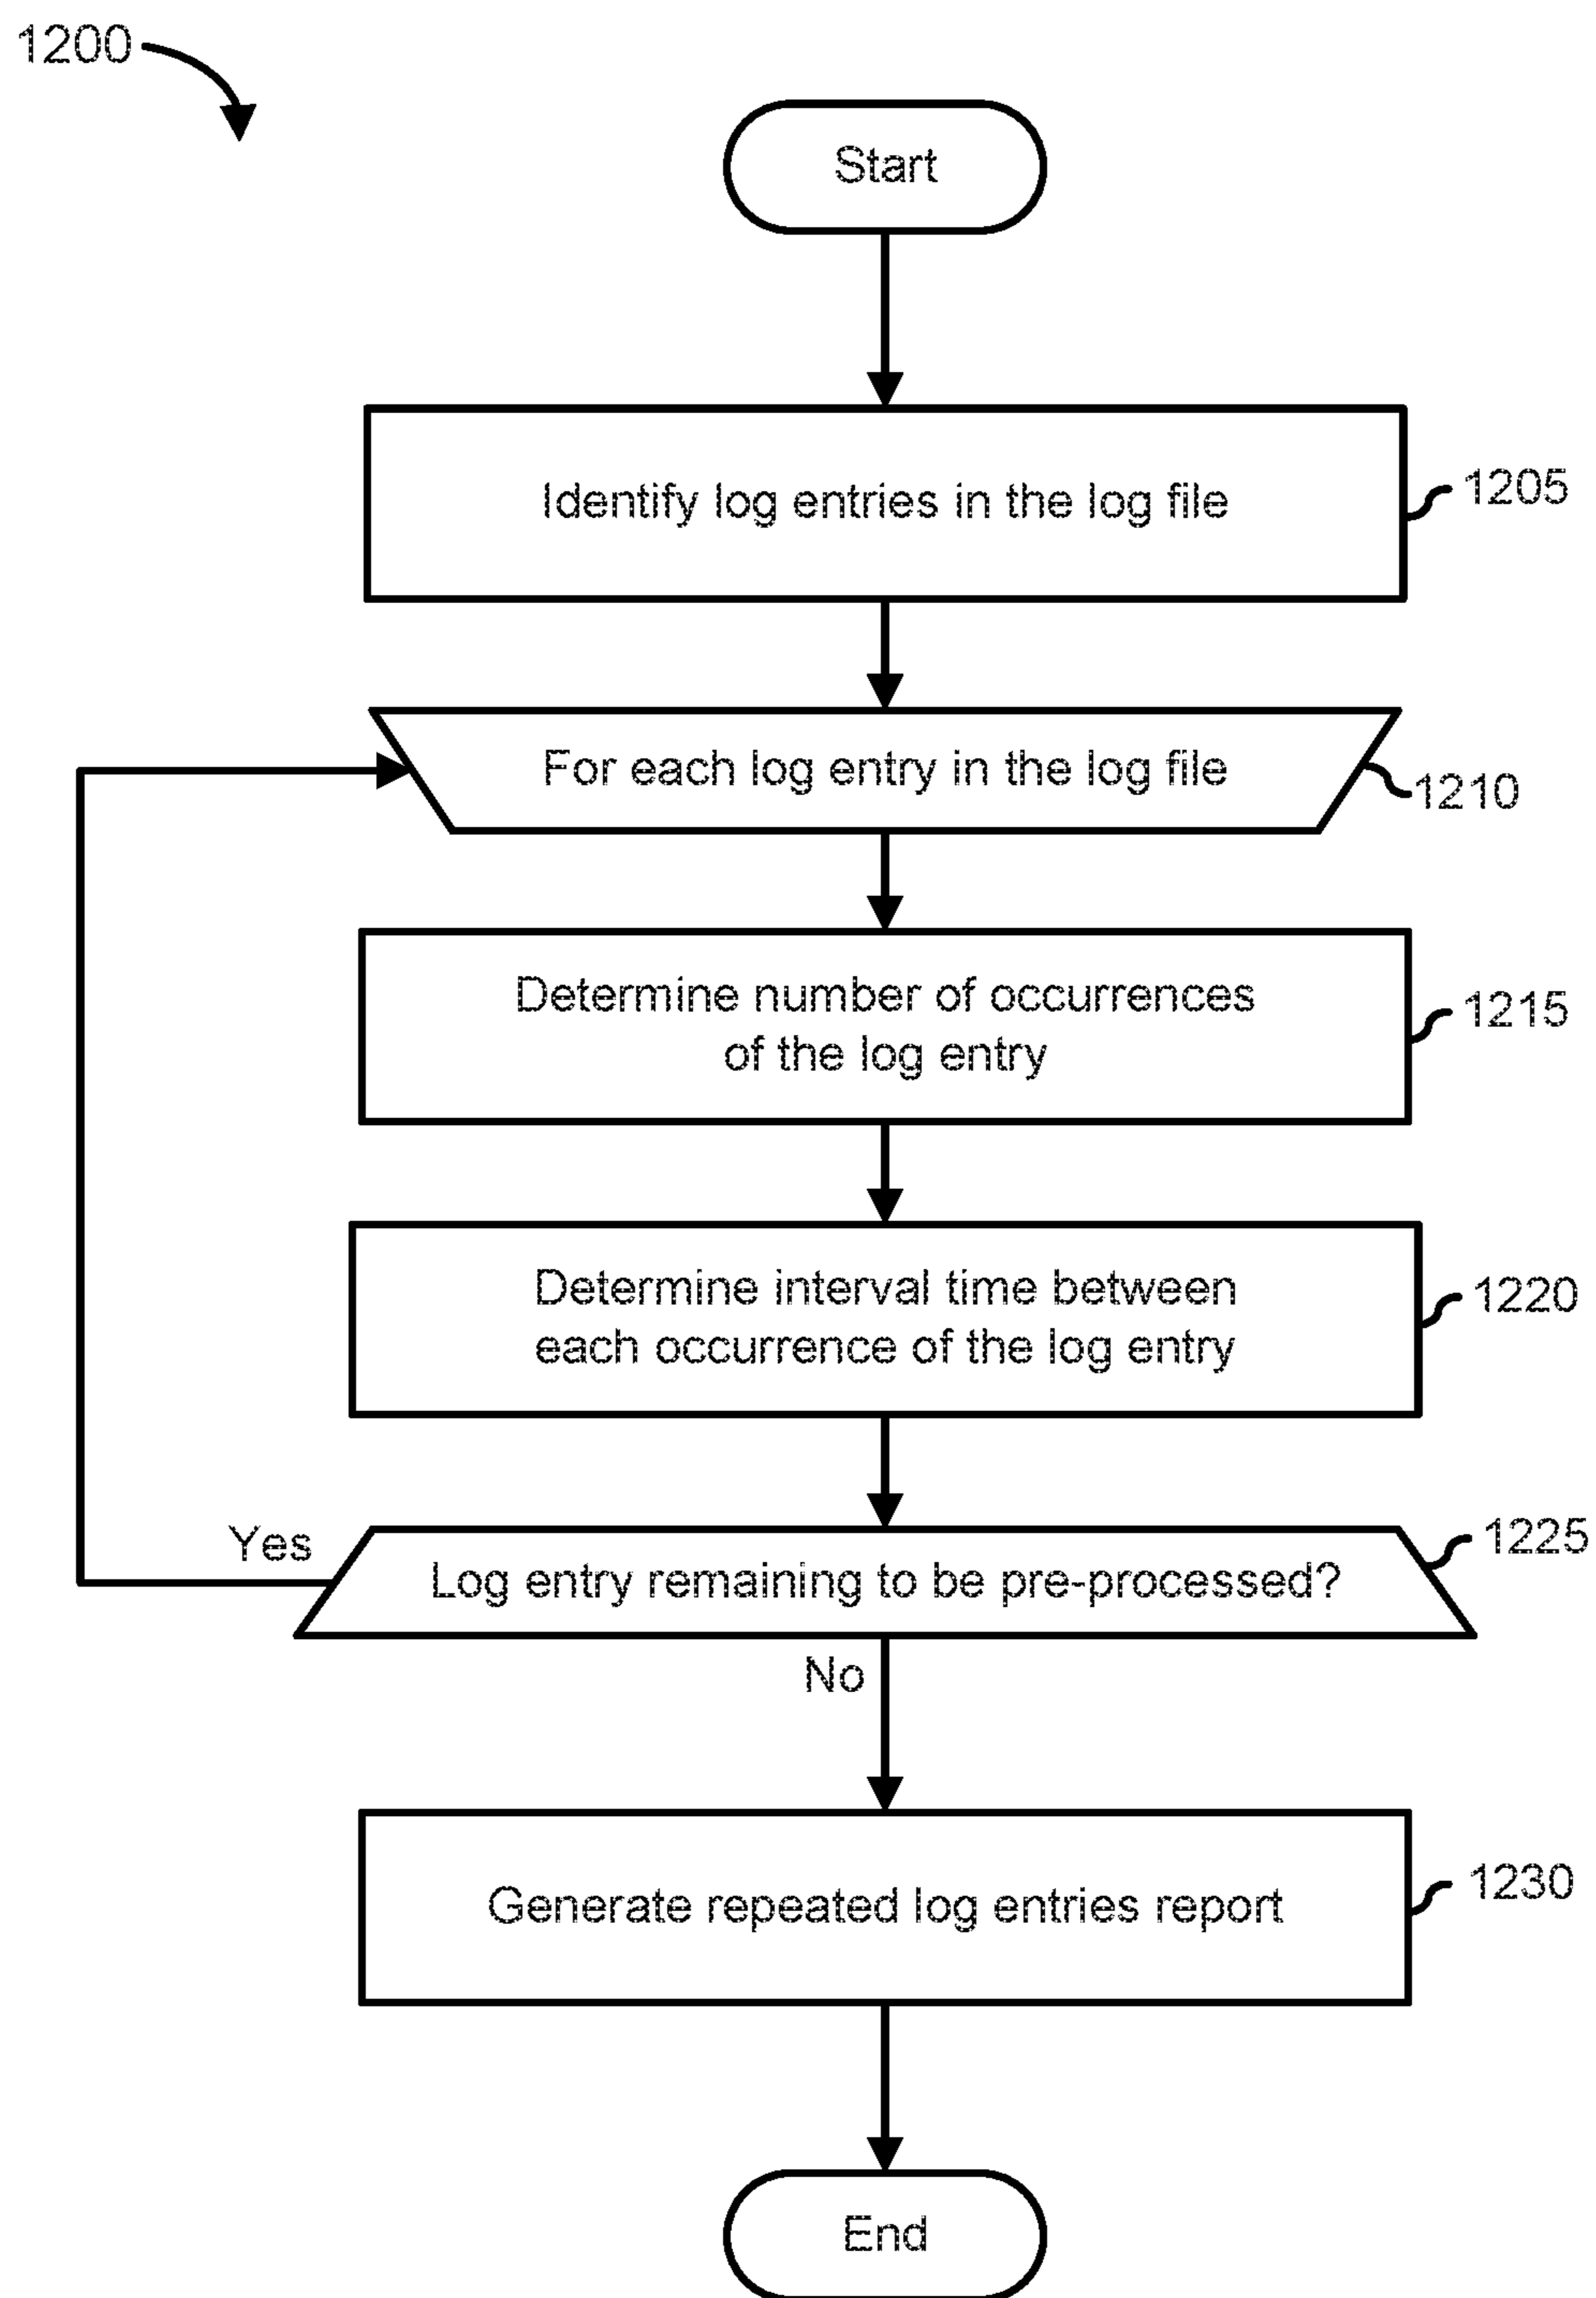 1200
Start
Identify log entries in the log file
1205
For each log entry in the log file
1210
Determine number of occurrences
of the log entry
1215
Determine interval time between
each occurrence of the log entry
1220
Yes
Log entry remaining to be pre-processed?
1225
No
Generate repeated log entries report
1230
End